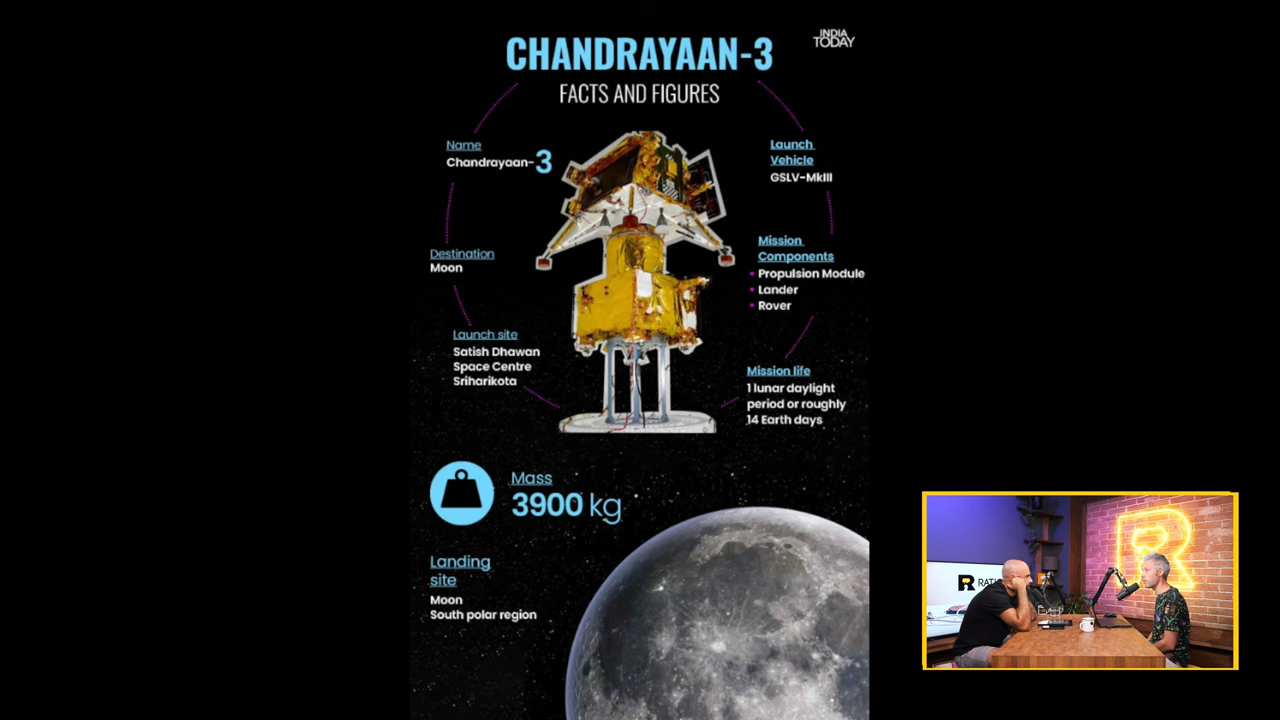 CHANDRAYAAN-3
INDIA
TODAY
FACTS AND FIGURES
Name
Chandrayaan-3
Launch
Vehicle
GSLV-MkIII
Destination
Moon
Mission
Components
• Propulsion Module
• Lander
• Rover
Launch site
Satish Dhawan
Space Centre
Sriharikota
Mission life
1 lunar daylight
period or roughly
14 Earth days
Mass
3900 kg
Landing
site
Moon
South polar region
R
R RATI